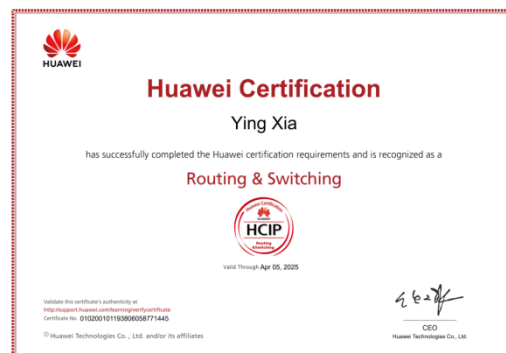 HUAWEI
Huawei Certification
Ying Xia
has successfully completed the Huawei certification requirements and is recognized as a
Routing & Switching
Huawei Certification
HUAWEI
HCIP
Routing
&Switching
Valid Through Apr 05, 2025
Validate this certificate's authenticity at
http://support.huawei.com/learning/verifycertificate
Certificate No. 010200101193806058771445
© Huawei Technologies Co., Ltd. and/or its affiliates
CEO
Huawei Technologies Co., Ltd.